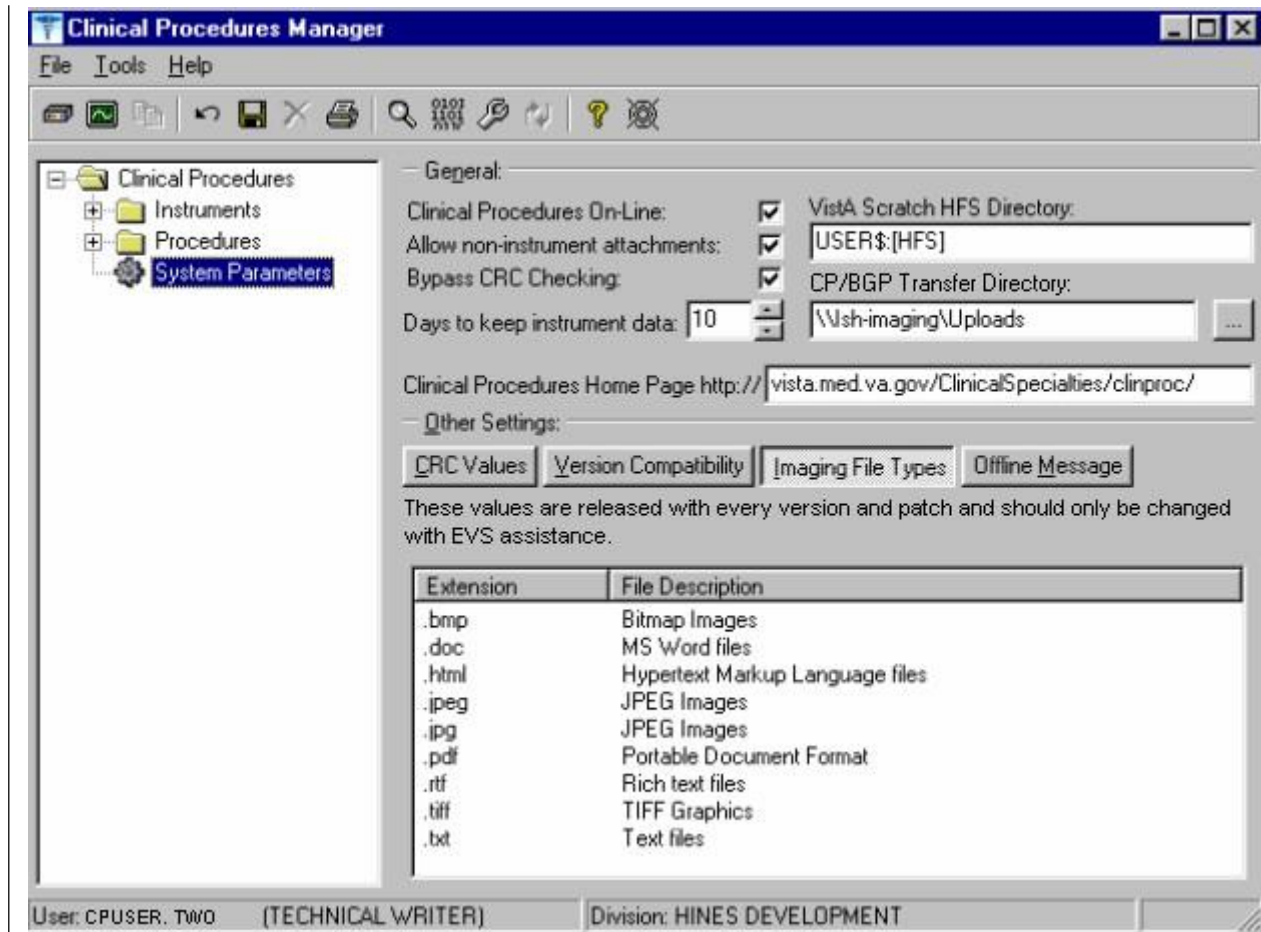 Clinical Procedures Manager
File Tools Help
Clinical Procedures
Instruments
Procedures
System Parameters
General:
Clinical Procedures On-Line:
Allow non-instrument attachments:
Bypass CRC Checking:
Days to keep instrument data: 10
VistA Scratch HFS Directory:
USER$:[HFS]
CP/BGP Transfer Directory:
\\Ish-imaging\Uploads
...
Clinical Procedures Home Page http:// vista.med.va.gov/ClinicalSpecialties/clinproc/
Other Settings:
CRC Values Version Compatibility Imaging File Types Offline Message
These values are released with every version and patch and should only be changed
with EVS assistance.
Extension File Description
.bmp Bitmap Images
.doc MS Word files
.html Hypertext Markup Language files
.jpeg JPEG Images
.jpg JPEG Images
.pdf Portable Document Format
.rtf Rich text files
.tiff TIFF Graphics
.txt Text files
User: CPUSER. TWO (TECHNICAL WRITER) Division: HINES DEVELOPMENT